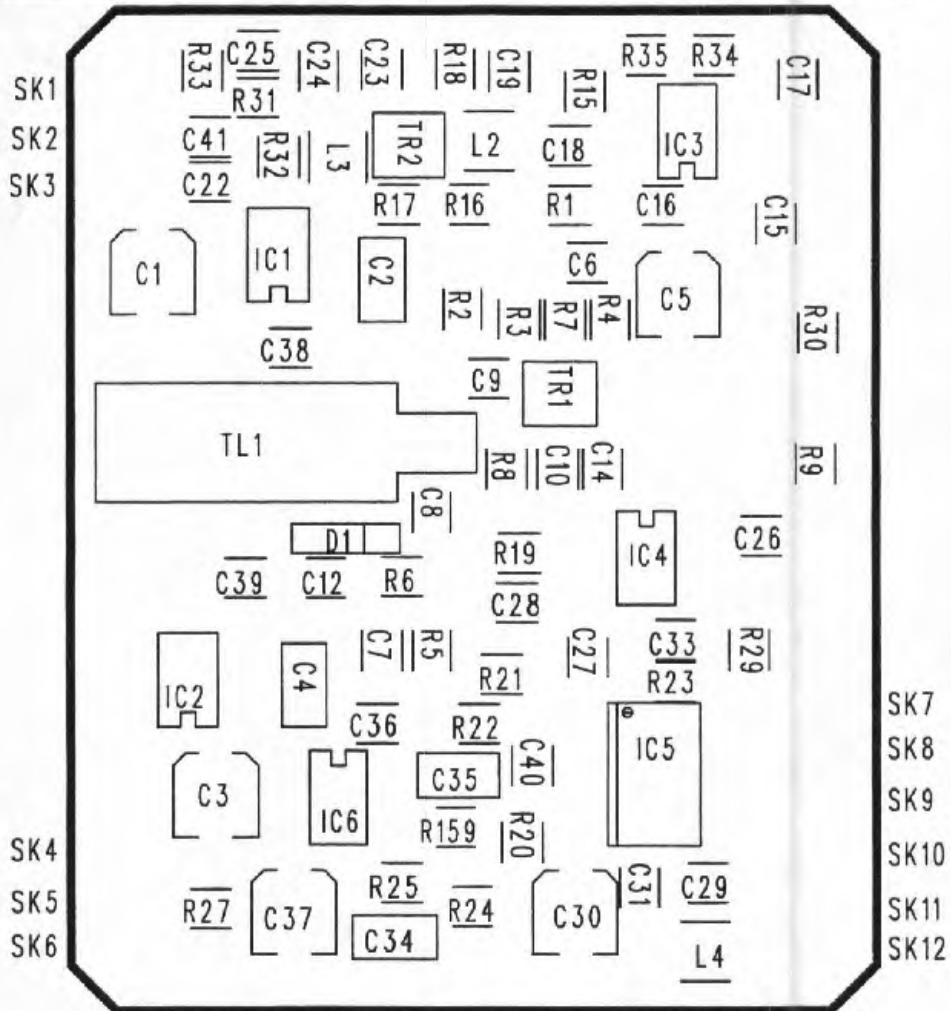 R33 C25 C24 C23 R18 C19 R15 R35 R34 C17
SK1 R31
SK2 C41 R32 L3 TR2 L2 C18 IC3
SK3 C22 R17 R16 R1 C16 C15
C1 IC1 C2 C6 C5
R2 R3 R7 R4 R30
C38
C9 TR1
TL1 R8 C10 C14 R9
C8
D1 R19 IC4 C26
C39 C12 R6 C28
C7 R5 C27 C33 R29
IC2 C4 R21 R23
SK7
C36 R22 IC5 SK8
C3 C35 C40 SK9
IC6 R159 R20
SK4 SK10
R25 C31 C29
SK5 R27 C37 R24 C30 SK11
SK6 C34 L4 SK12